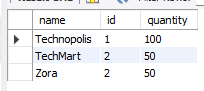 name id quantity
Technopolis 1 100
TechMart 2 50
Zora 2 50